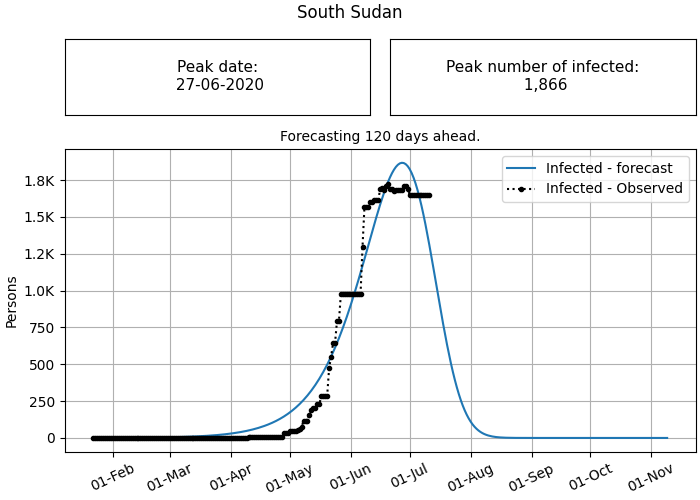 South Sudan
Peak date:
27-06-2020
Peak number of infected:
1,866
Forecasting 120 days ahead.
Infected - forecast
Infected - Observed
Persons
1.8K
1.5K
1.2K
1.0K
750
500
250
0
01-Feb
01-Mar
01-Apr
01-May
01-Jun
01-Jul
01-Aug
01-Sep
01-Oct
01-Nov